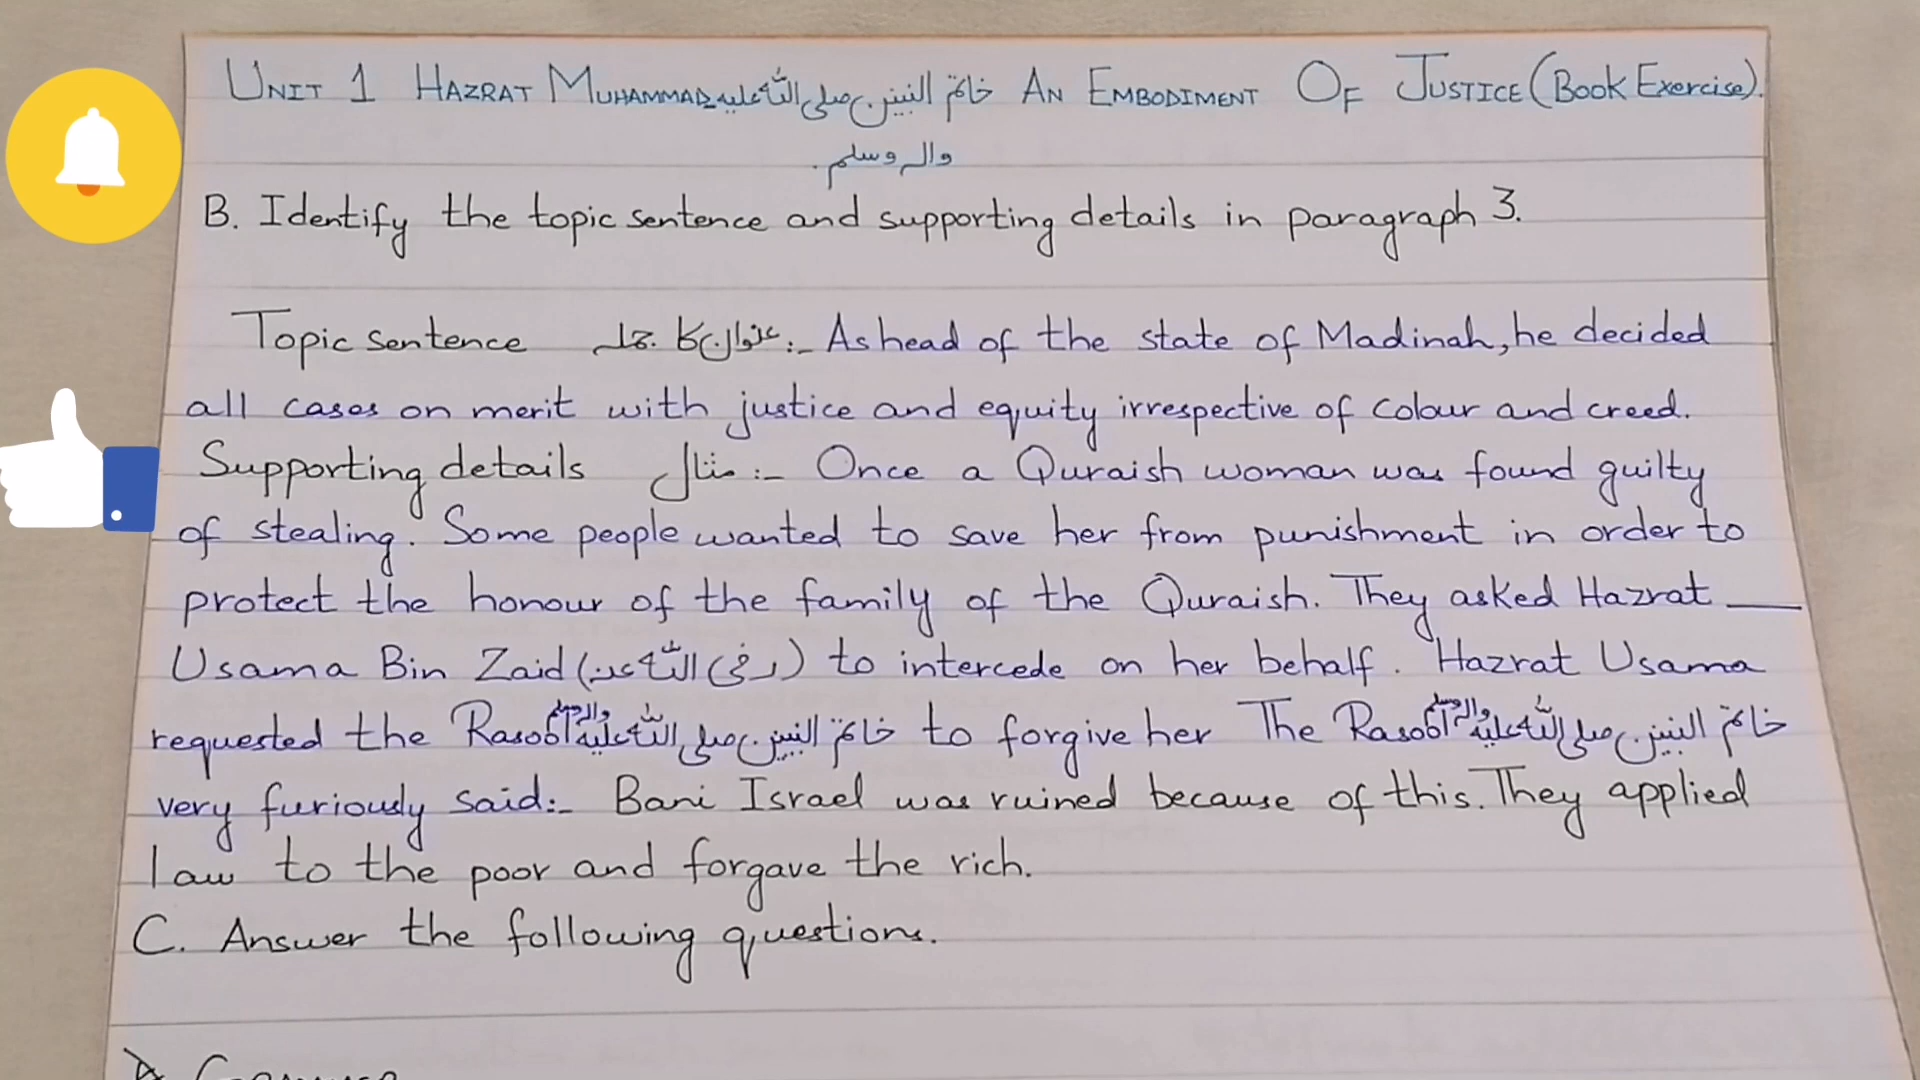 UNIT 1 HAZRAT MUHAMMAD خاتم النبیین صلی اللہ علیہ AN EMBODIMENT OF JUSTICE (Book Exercise).
والہ وسلم.
B. Identify the topic sentence and supporting details in paragraph 3.
Topic sentence عنوان کا جملہ :- As head of the state of Madinah, he decided
all cases on merit with justice and equity irrespective of colour and creed.
Supporting details مثال :- Once a Quraish woman was found guilty
of stealing. Some people wanted to save her from punishment in order to
protect the honour of the family of the Quraish. They asked Hazrat
Usama Bin Zaid (رضی اللہ عنہ) to intercede on her behalf. Hazrat Usama
requested the Rasool خاتم النبیین صلی اللہ علیہ والہ وسلم to forgive her The Rasool خاتم النبیین صلی اللہ علیہ والہ وسلم
very furiously said:- Bani Israel was ruined because of this. They applied
law to the poor and forgave the rich.
C. Answer the following questions.